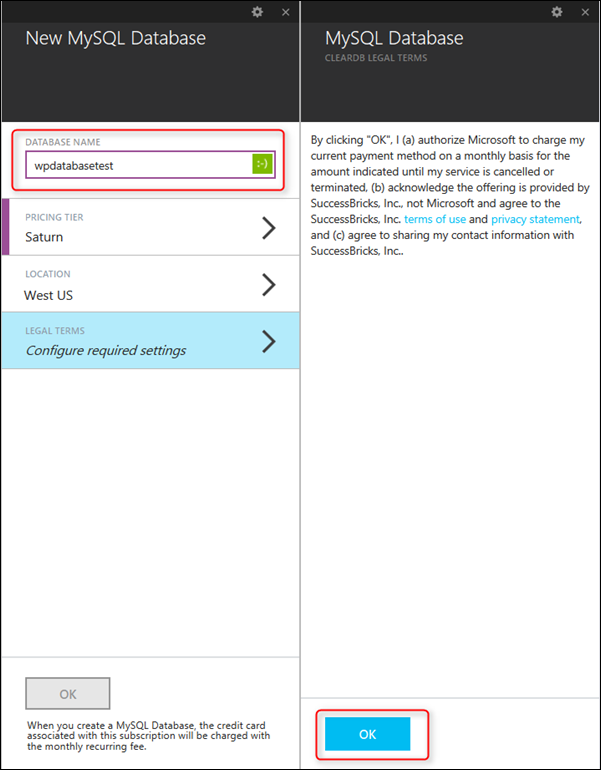 New MySQL Database
DATABASE NAME
wpdatabasetest
:-)
PRICING TIER
Saturn
LOCATION
West US
LEGAL TERMS
Configure required settings
OK
When you create a MySQL Database, the credit card
associated with this subscription will be charged with
the monthly recurring fee.
MySQL Database
CLEARDB LEGAL TERMS
By clicking "OK", I (a) authorize Microsoft to charge my
current payment method on a monthly basis for the
amount indicated until my service is cancelled or
terminated, (b) acknowledge the offering is provided by
SuccessBricks, Inc., not Microsoft and agree to the
SuccessBricks, Inc. terms of use and privacy statement,
and (c) agree to sharing my contact information with
SuccessBricks, Inc..
OK